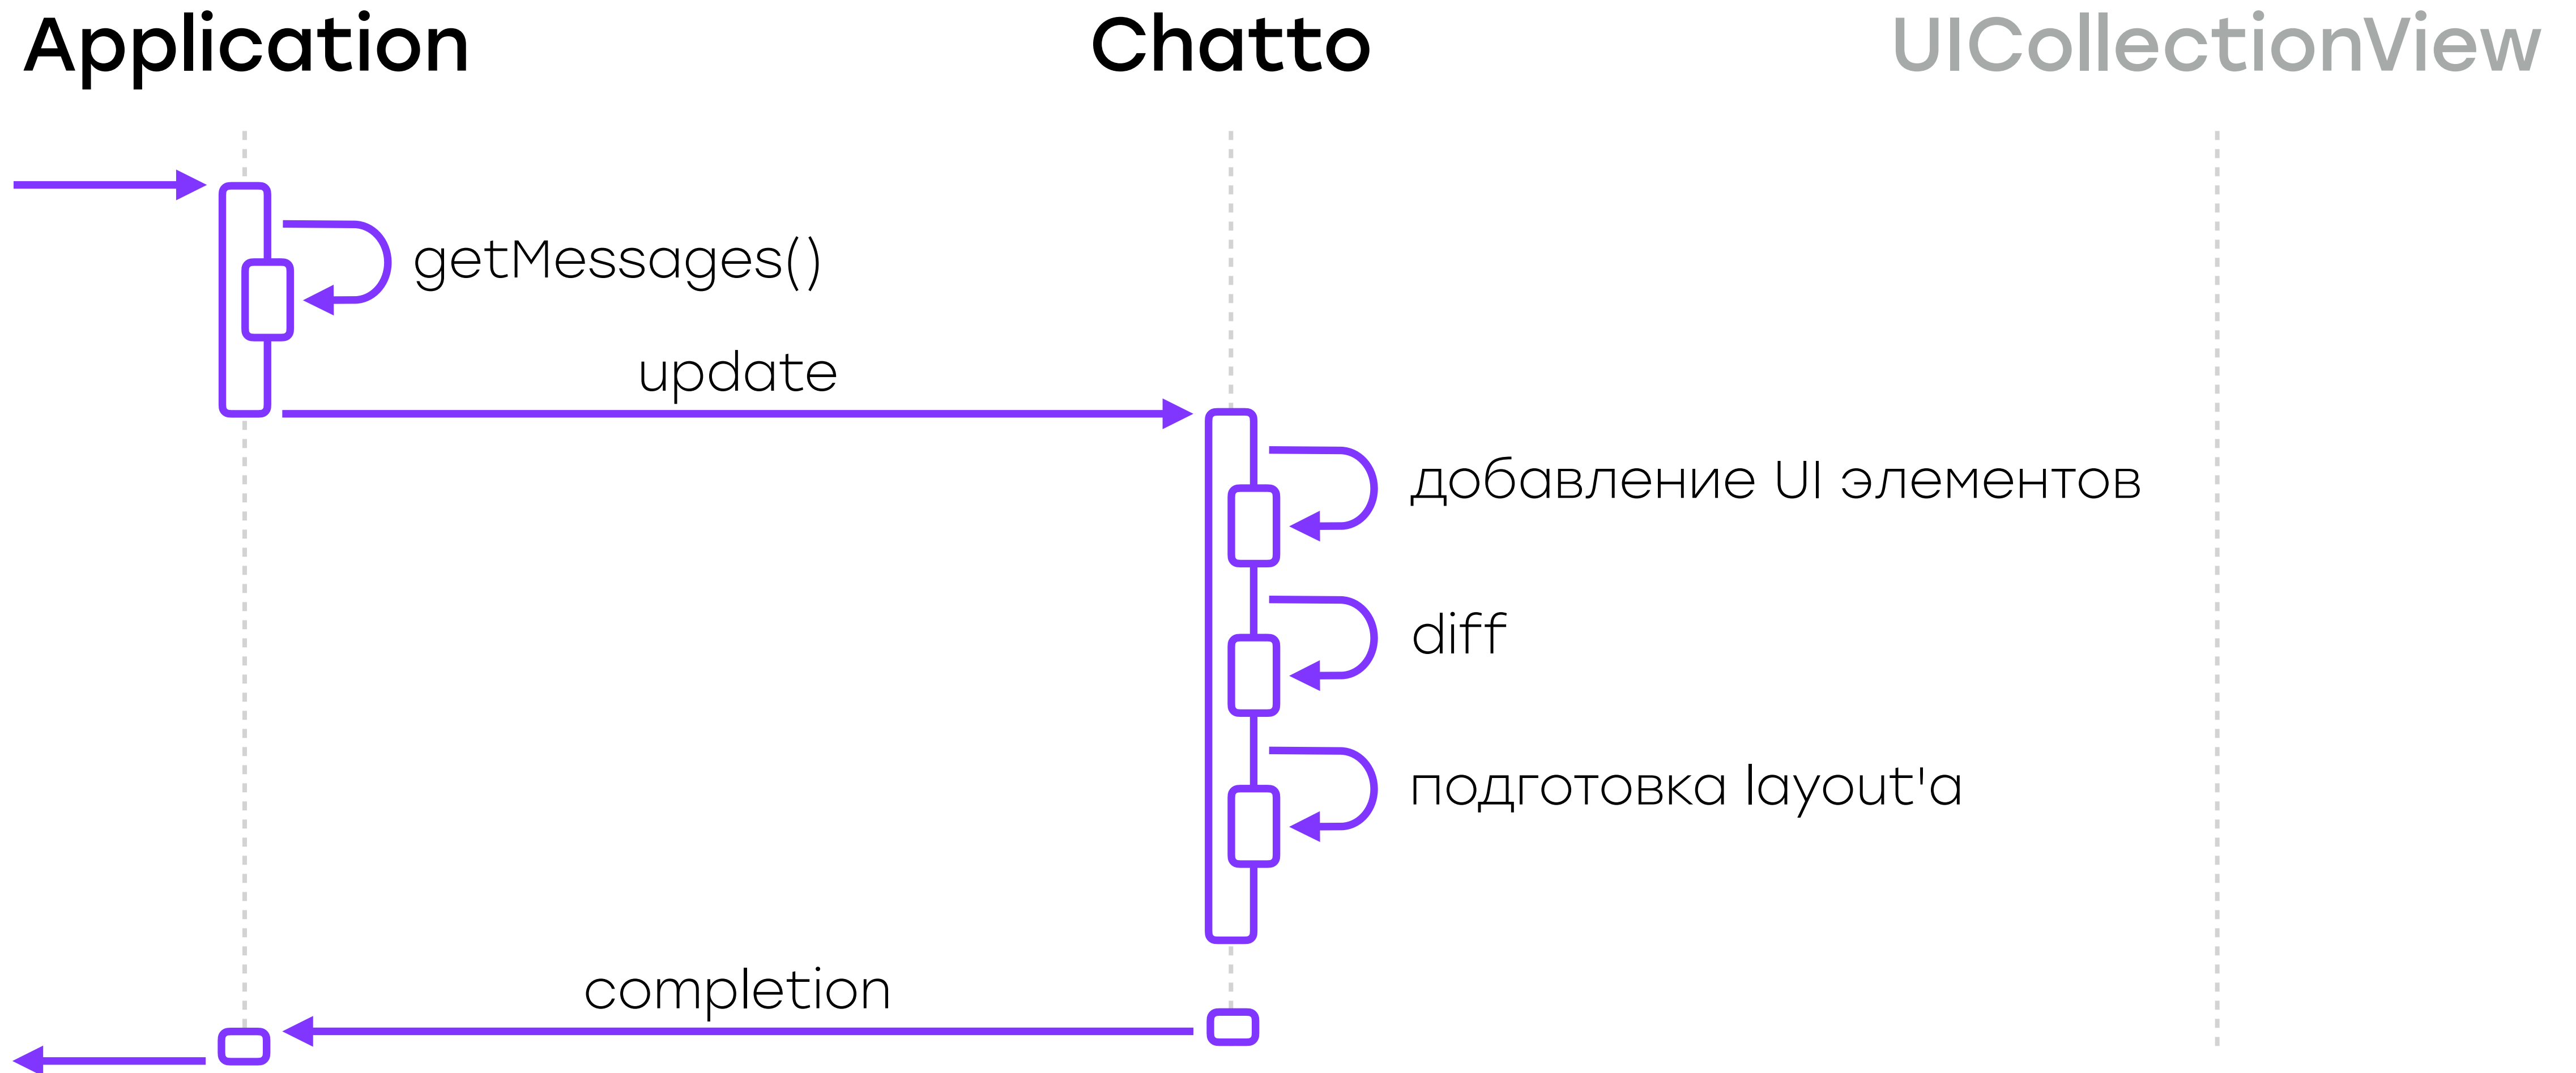 Application
Chatto
UICollectionView
getMessages()
update
добавление UI элементов
diff
подготовка layout'а
completion